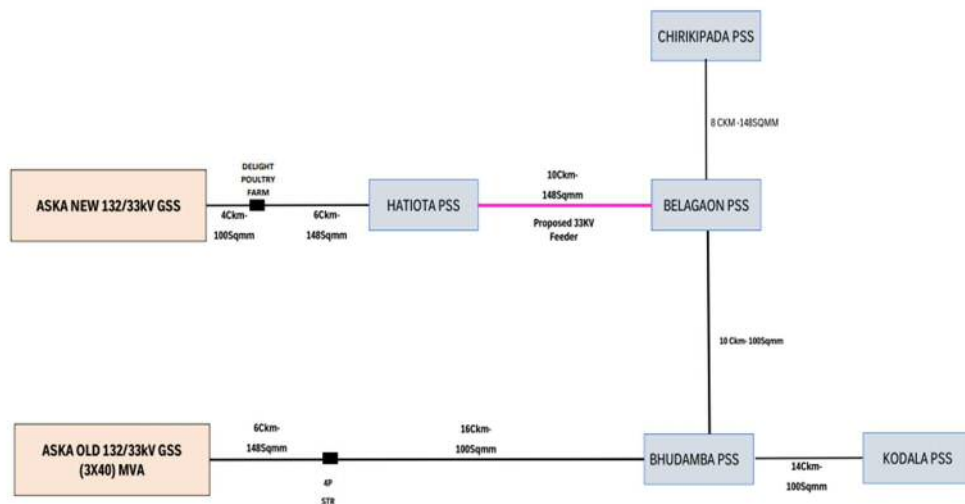 CHIRIKIPADA PSS
8 CKM -148SQMM
DELIGHT
POULTRY
FARM
ASKA NEW 132/33kV GSS
4Ckm-
100Sqmm
6Ckm-
148Sqmm
HATIOTA PSS
10Ckm-
148Sqmm
Proposed 33KV
Feeder
BELAGAON PSS
10 Ckm- 100Sqmm
ASKA OLD 132/33kV GSS
(3X40) MVA
6Ckm-
148Sqmm
4P
STR
16Ckm-
100Sqmm
BHUDAMBA PSS
14Ckm-
100Sqmm
KODALA PSS